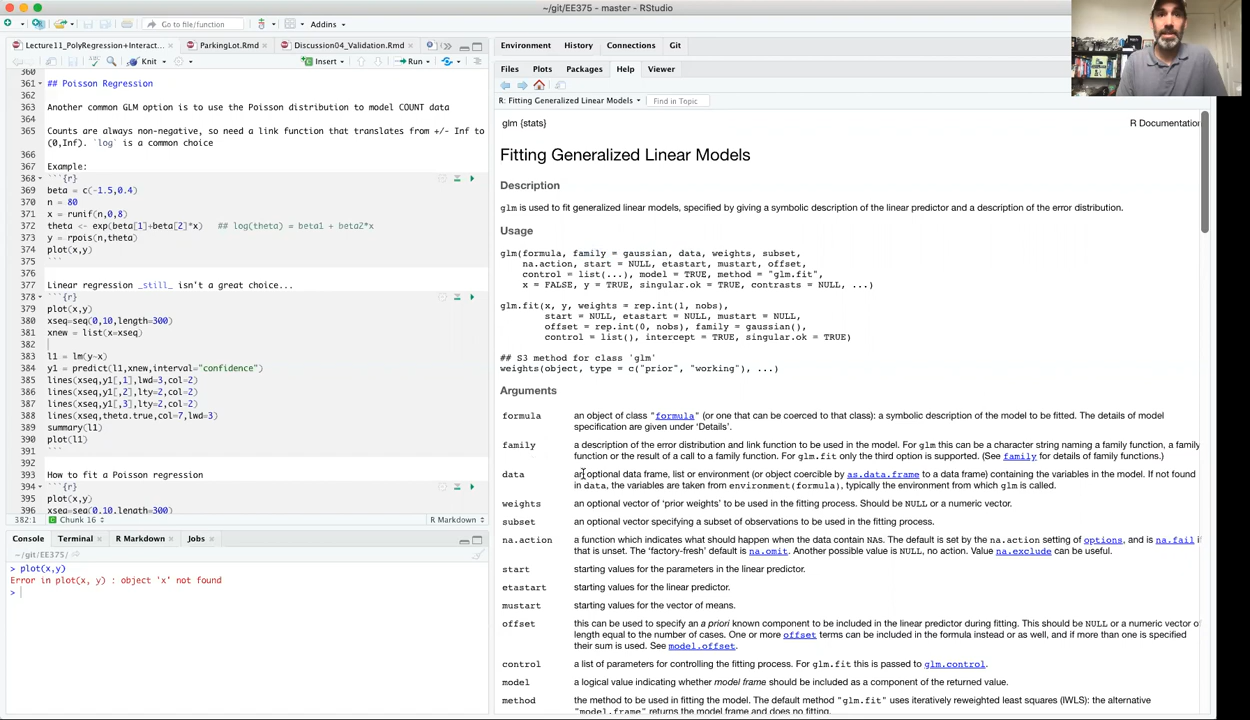 ~/git/EE375 - master - RStudio
Go to file/function
Addins
Lecture11_PolyRegression+Interact...
ParkingLot.Rmd
Discussion04_Validation.Rmd
Knit
Insert
Run
360
361 ## Poisson Regression
362
363 Another common GLM option is to use the Poisson distribution to model COUNT data
364
365 Counts are always non-negative, so need a link function that translates from +/- Inf to
(0,Inf). `log` is a common choice
366
367 Example:
368 ```{r}
369 beta = c(-1.5,0.4)
370 n = 80
371 x = runif(n,0,8)
372 theta <- exp(beta[1]+beta[2]*x)   ## log(theta) = beta1 + beta2*x
373 y = rpois(n,theta)
374 plot(x,y)
375 ```
376
377 Linear regression _still_ isn't a great choice...
378 ```{r}
379 plot(x,y)
380 xseq=seq(0,10,length=300)
381 xnew = list(x=xseq)
382
383 l1 = lm(y~x)
384 y1 = predict(l1,xnew,interval="confidence")
385 lines(xseq,y1[,1],lwd=3,col=2)
386 lines(xseq,y1[,2],lty=2,col=2)
387 lines(xseq,y1[,3],lty=2,col=2)
388 lines(xseq,theta.true,col=7,lwd=3)
389 summary(l1)
390 plot(l1)
391 ```
392
393 How to fit a Poisson regression
394 ```{r}
395 plot(x,y)
396 xseq=seq(0,10,length=300)
382:1 Chunk 16 R Markdown
Console Terminal R Markdown Jobs
~/git/EE375/
> plot(x,y)
Error in plot(x, y) : object 'x' not found
>
Environment History Connections Git
Files Plots Packages Help Viewer
R: Fitting Generalized Linear Models Find in Topic
glm {stats} R Documentation
Fitting Generalized Linear Models
Description
glm is used to fit generalized linear models, specified by giving a symbolic description of the linear predictor and a description of the error distribution.
Usage
glm(formula, family = gaussian, data, weights, subset,
na.action, start = NULL, etastart, mustart, offset,
control = list(...), model = TRUE, method = "glm.fit",
x = FALSE, y = TRUE, singular.ok = TRUE, contrasts = NULL, ...)
glm.fit(x, y, weights = rep.int(1, nobs),
start = NULL, etastart = NULL, mustart = NULL,
offset = rep.int(0, nobs), family = gaussian(),
control = list(), intercept = TRUE, singular.ok = TRUE)
## S3 method for class 'glm'
weights(object, type = c("prior", "working"), ...)
Arguments
formula an object of class "formula" (or one that can be coerced to that class): a symbolic description of the model to be fitted. The details of model
specification are given under ‘Details’.
family a description of the error distribution and link function to be used in the model. For glm this can be a character string naming a family function, a family
function or the result of a call to a family function. For glm.fit only the third option is supported. (See family for details of family functions.)
data an optional data frame, list or environment (or object coercible by as.data.frame to a data frame) containing the variables in the model. If not found
in data, the variables are taken from environment(formula), typically the environment from which glm is called.
weights an optional vector of ‘prior weights’ to be used in the fitting process. Should be NULL or a numeric vector.
subset an optional vector specifying a subset of observations to be used in the fitting process.
na.action a function which indicates what should happen when the data contain NAs. The default is set by the na.action setting of options, and is na.fail i
that is unset. The ‘factory-fresh’ default is na.omit. Another possible value is NULL, no action. Value na.exclude can be useful.
start starting values for the parameters in the linear predictor.
etastart starting values for the linear predictor.
mustart starting values for the vector of means.
offset this can be used to specify an a priori known component to be included in the linear predictor during fitting. This should be NULL or a numeric vector o
length equal to the number of cases. One or more offset terms can be included in the formula instead or as well, and if more than one is specified
their sum is used. See model.offset.
control a list of parameters for controlling the fitting process. For glm.fit this is passed to glm.control.
model a logical value indicating whether model frame should be included as a component of the returned value.
method the method to be used in fitting the model. The default method "glm.fit" uses iteratively reweighted least squares (IWLS): the alternative
"model.frame" returns the model frame and does no fitting.